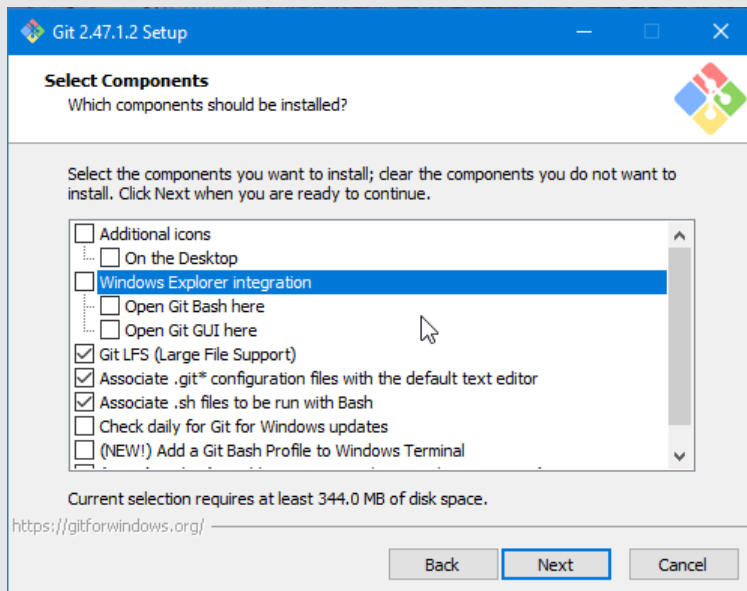 Git 2.47.1.2 Setup
Select Components
Which components should be installed?
Select the components you want to install; clear the components you do not want to
install. Click Next when you are ready to continue.
Additional icons
On the Desktop
Windows Explorer integration
Open Git Bash here
Open Git GUI here
Git LFS (Large File Support)
Associate .git* configuration files with the default text editor
Associate .sh files to be run with Bash
Check daily for Git for Windows updates
(NEW!) Add a Git Bash Profile to Windows Terminal
Current selection requires at least 344.0 MB of disk space.
https://gitforwindows.org/
Back Next Cancel